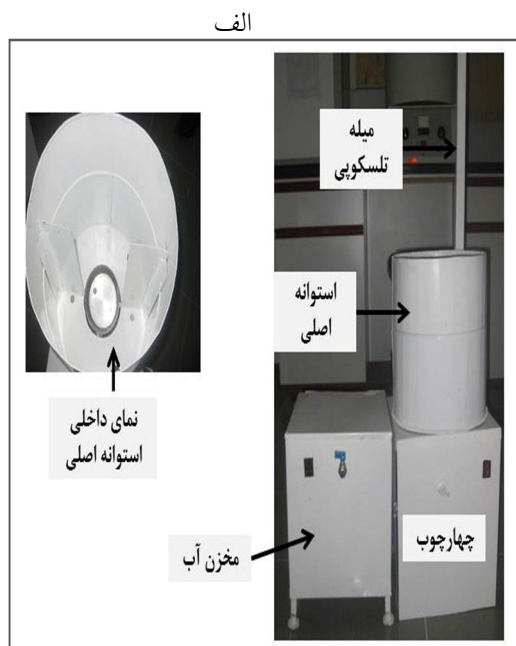 الف
میله
تلسکوپی
استوانه
اصلی
نمای داخلی
استوانه اصلی
چهارچوب
مخزن آب